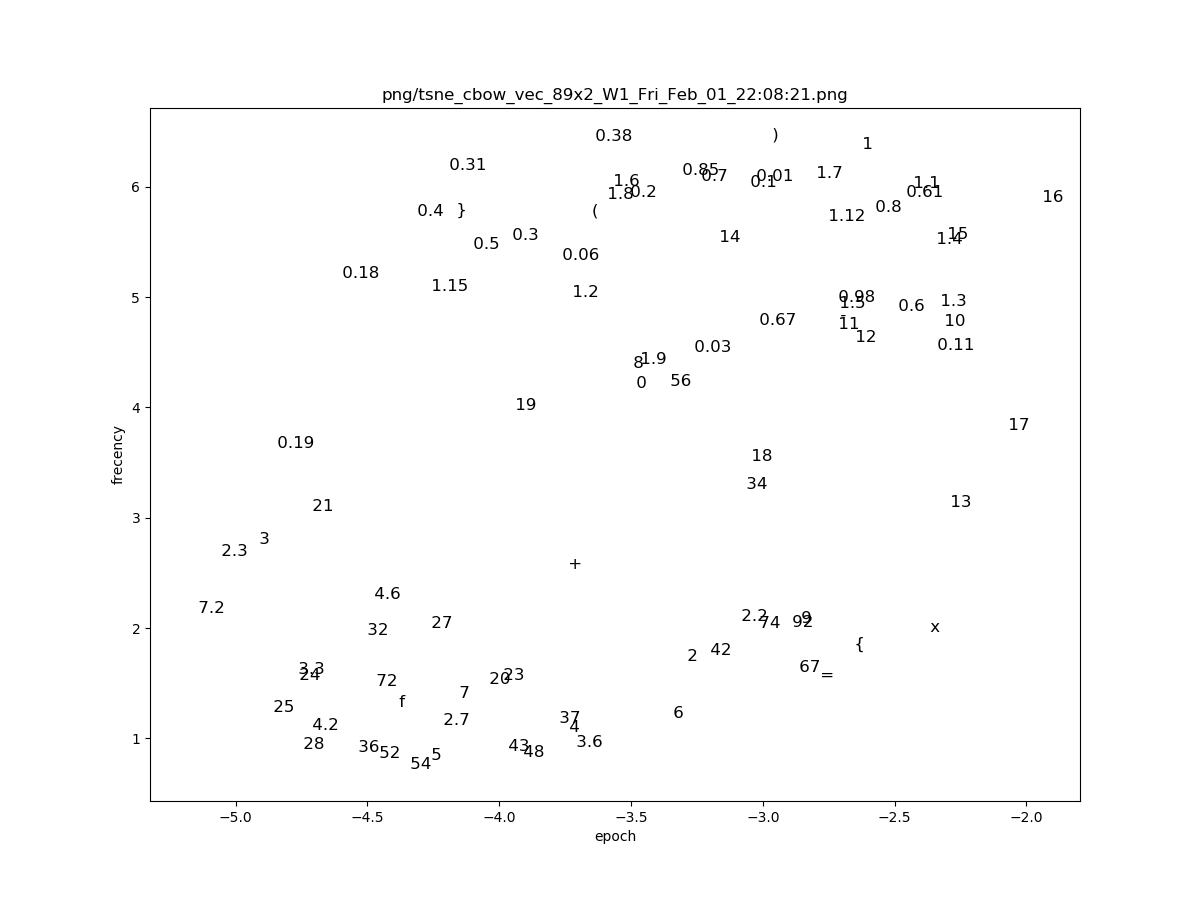 png/tsne_cbow_vec_89x2_W1_Fri_Feb_01_22:08:21.png
0.38 ) 1
0.31 0.85 0.7 0.01 0.1 1.7
1.6 1.8 0.2 1.1 0.61 16
6
0.4 } ( 1.12 0.8
0.5 0.3 14 15 1.4
0.06
0.18 1.15 1.2
5
0.98 1.5 0.6 1.3
0.67 - 11 10
12
0.03 0.11
8 1.9
0 56
4
19 17
0.19 18
34
21 13
3
3 2.3
+
7.2 4.6
2
32 27 2.2 74 9 92 x
2 42 {
3.3 24 72 20 23 67 =
f 7
25 4.2 2.7 37 4 6
1
28 36 52 54 5 43 48 3.6
−5.0 −4.5 −4.0 −3.5 −3.0 −2.5 −2.0
epoch
frecency